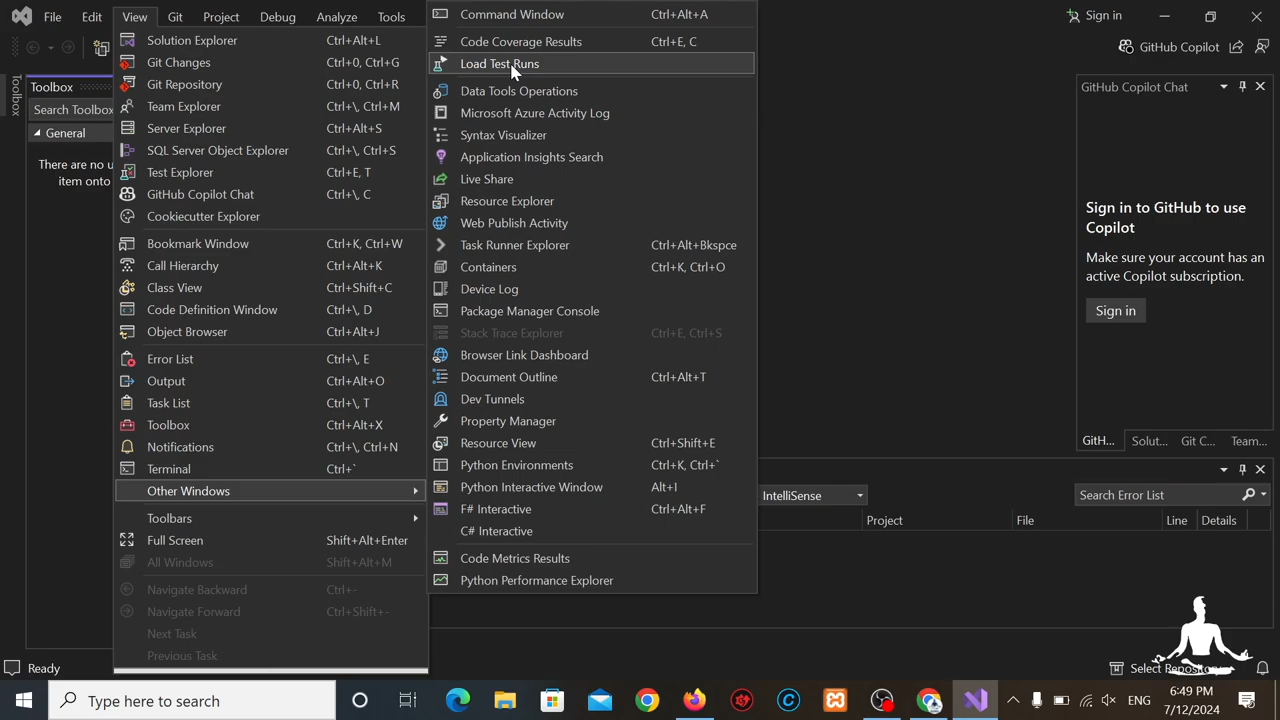 File Edit View Git Project Debug Analyze Tools
Sign in
GitHub Copilot
Toolbox
Toolbox
Search Toolbox
General
There are no u
item onto
Solution Explorer Ctrl+Alt+L
Git Changes Ctrl+0, Ctrl+G
Git Repository Ctrl+0, Ctrl+R
Team Explorer Ctrl+\, Ctrl+M
Server Explorer Ctrl+Alt+S
SQL Server Object Explorer Ctrl+\, Ctrl+S
Test Explorer Ctrl+E, T
GitHub Copilot Chat Ctrl+\, C
Cookiecutter Explorer
Bookmark Window Ctrl+K, Ctrl+W
Call Hierarchy Ctrl+Alt+K
Class View Ctrl+Shift+C
Code Definition Window Ctrl+\, D
Object Browser Ctrl+Alt+J
Error List Ctrl+\, E
Output Ctrl+Alt+O
Task List Ctrl+\, T
Toolbox Ctrl+Alt+X
Notifications Ctrl+\, Ctrl+N
Terminal Ctrl+`
Other Windows
Toolbars
Full Screen Shift+Alt+Enter
All Windows Shift+Alt+M
Navigate Backward Ctrl+-
Navigate Forward Ctrl+Shift+-
Next Task
Previous Task
Command Window Ctrl+Alt+A
Code Coverage Results Ctrl+E, C
Load Test Runs
Data Tools Operations
Microsoft Azure Activity Log
Syntax Visualizer
Application Insights Search
Live Share
Resource Explorer
Web Publish Activity
Task Runner Explorer Ctrl+Alt+Bkspce
Containers Ctrl+K, Ctrl+O
Device Log
Package Manager Console
Stack Trace Explorer Ctrl+E, Ctrl+S
Browser Link Dashboard
Document Outline Ctrl+Alt+T
Dev Tunnels
Property Manager
Resource View Ctrl+Shift+E
Python Environments Ctrl+K, Ctrl+`
Python Interactive Window Alt+I
F# Interactive Ctrl+Alt+F
C# Interactive
Code Metrics Results
Python Performance Explorer
GitHub Copilot Chat
Sign in to GitHub to use
Copilot
Make sure your account has an
active Copilot subscription.
Sign in
GitH... Solut... Git C... Team...
IntelliSense
Search Error List
Project File Line Details
Ready
Select Repository
Type here to search
ENG
6:49 PM
7/12/2024